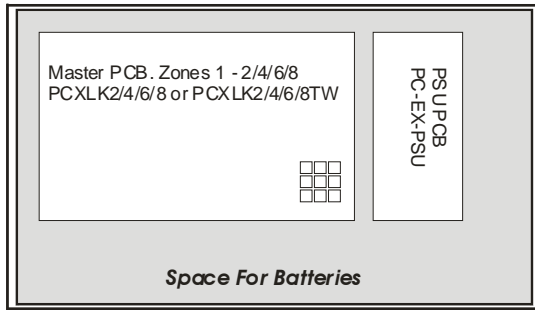 Master PCB. Zones 1 - 2/4/6/8
PCXLK2/4/6/8 or PCXLK2/4/6/8TW
PSU PCB
PC-EX-PSU
Space For Batteries